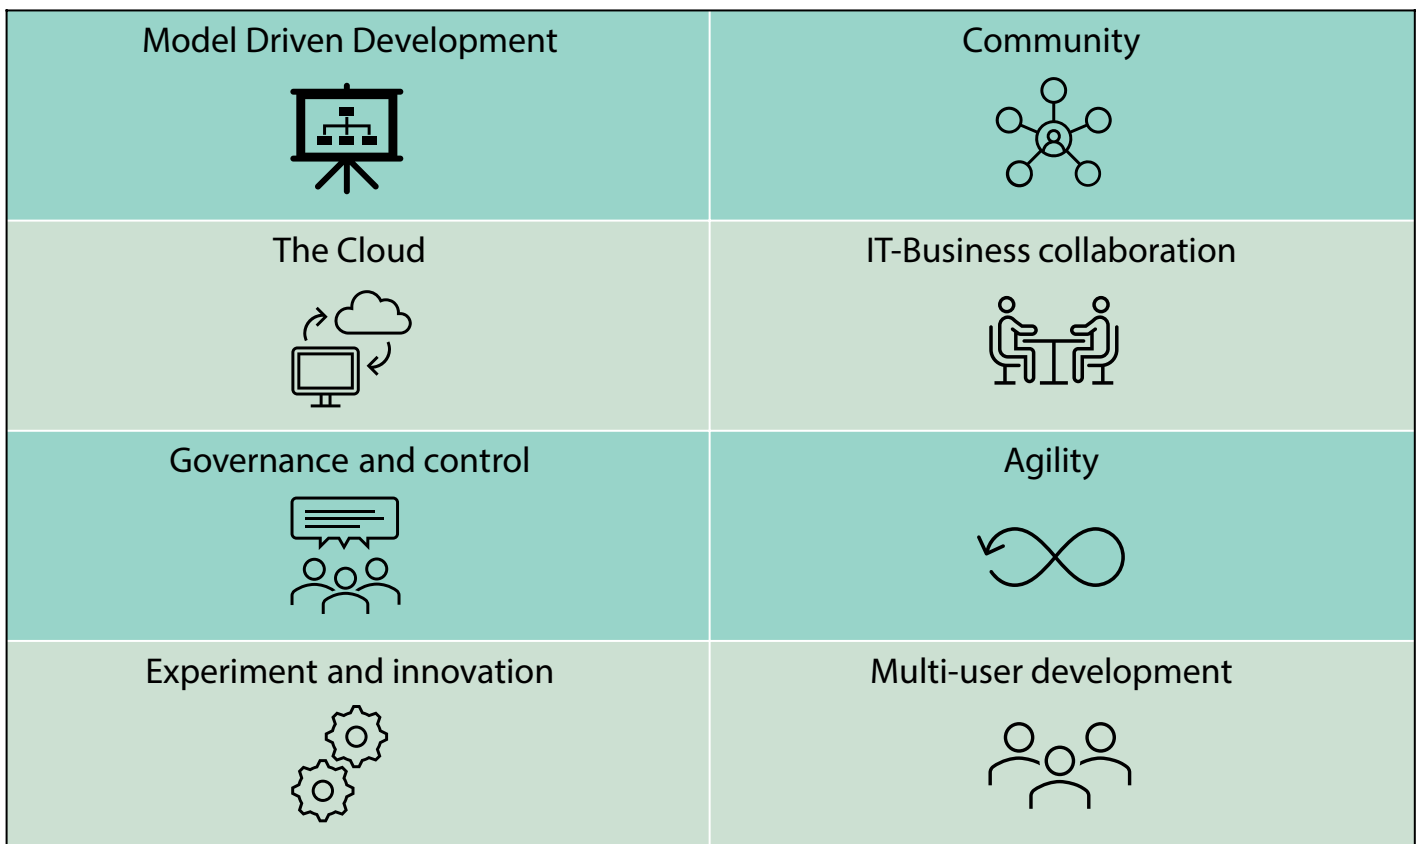 Model Driven Development
Community
The Cloud
IT-Business collaboration
Governance and control
Agility
Experiment and innovation
Multi-user development